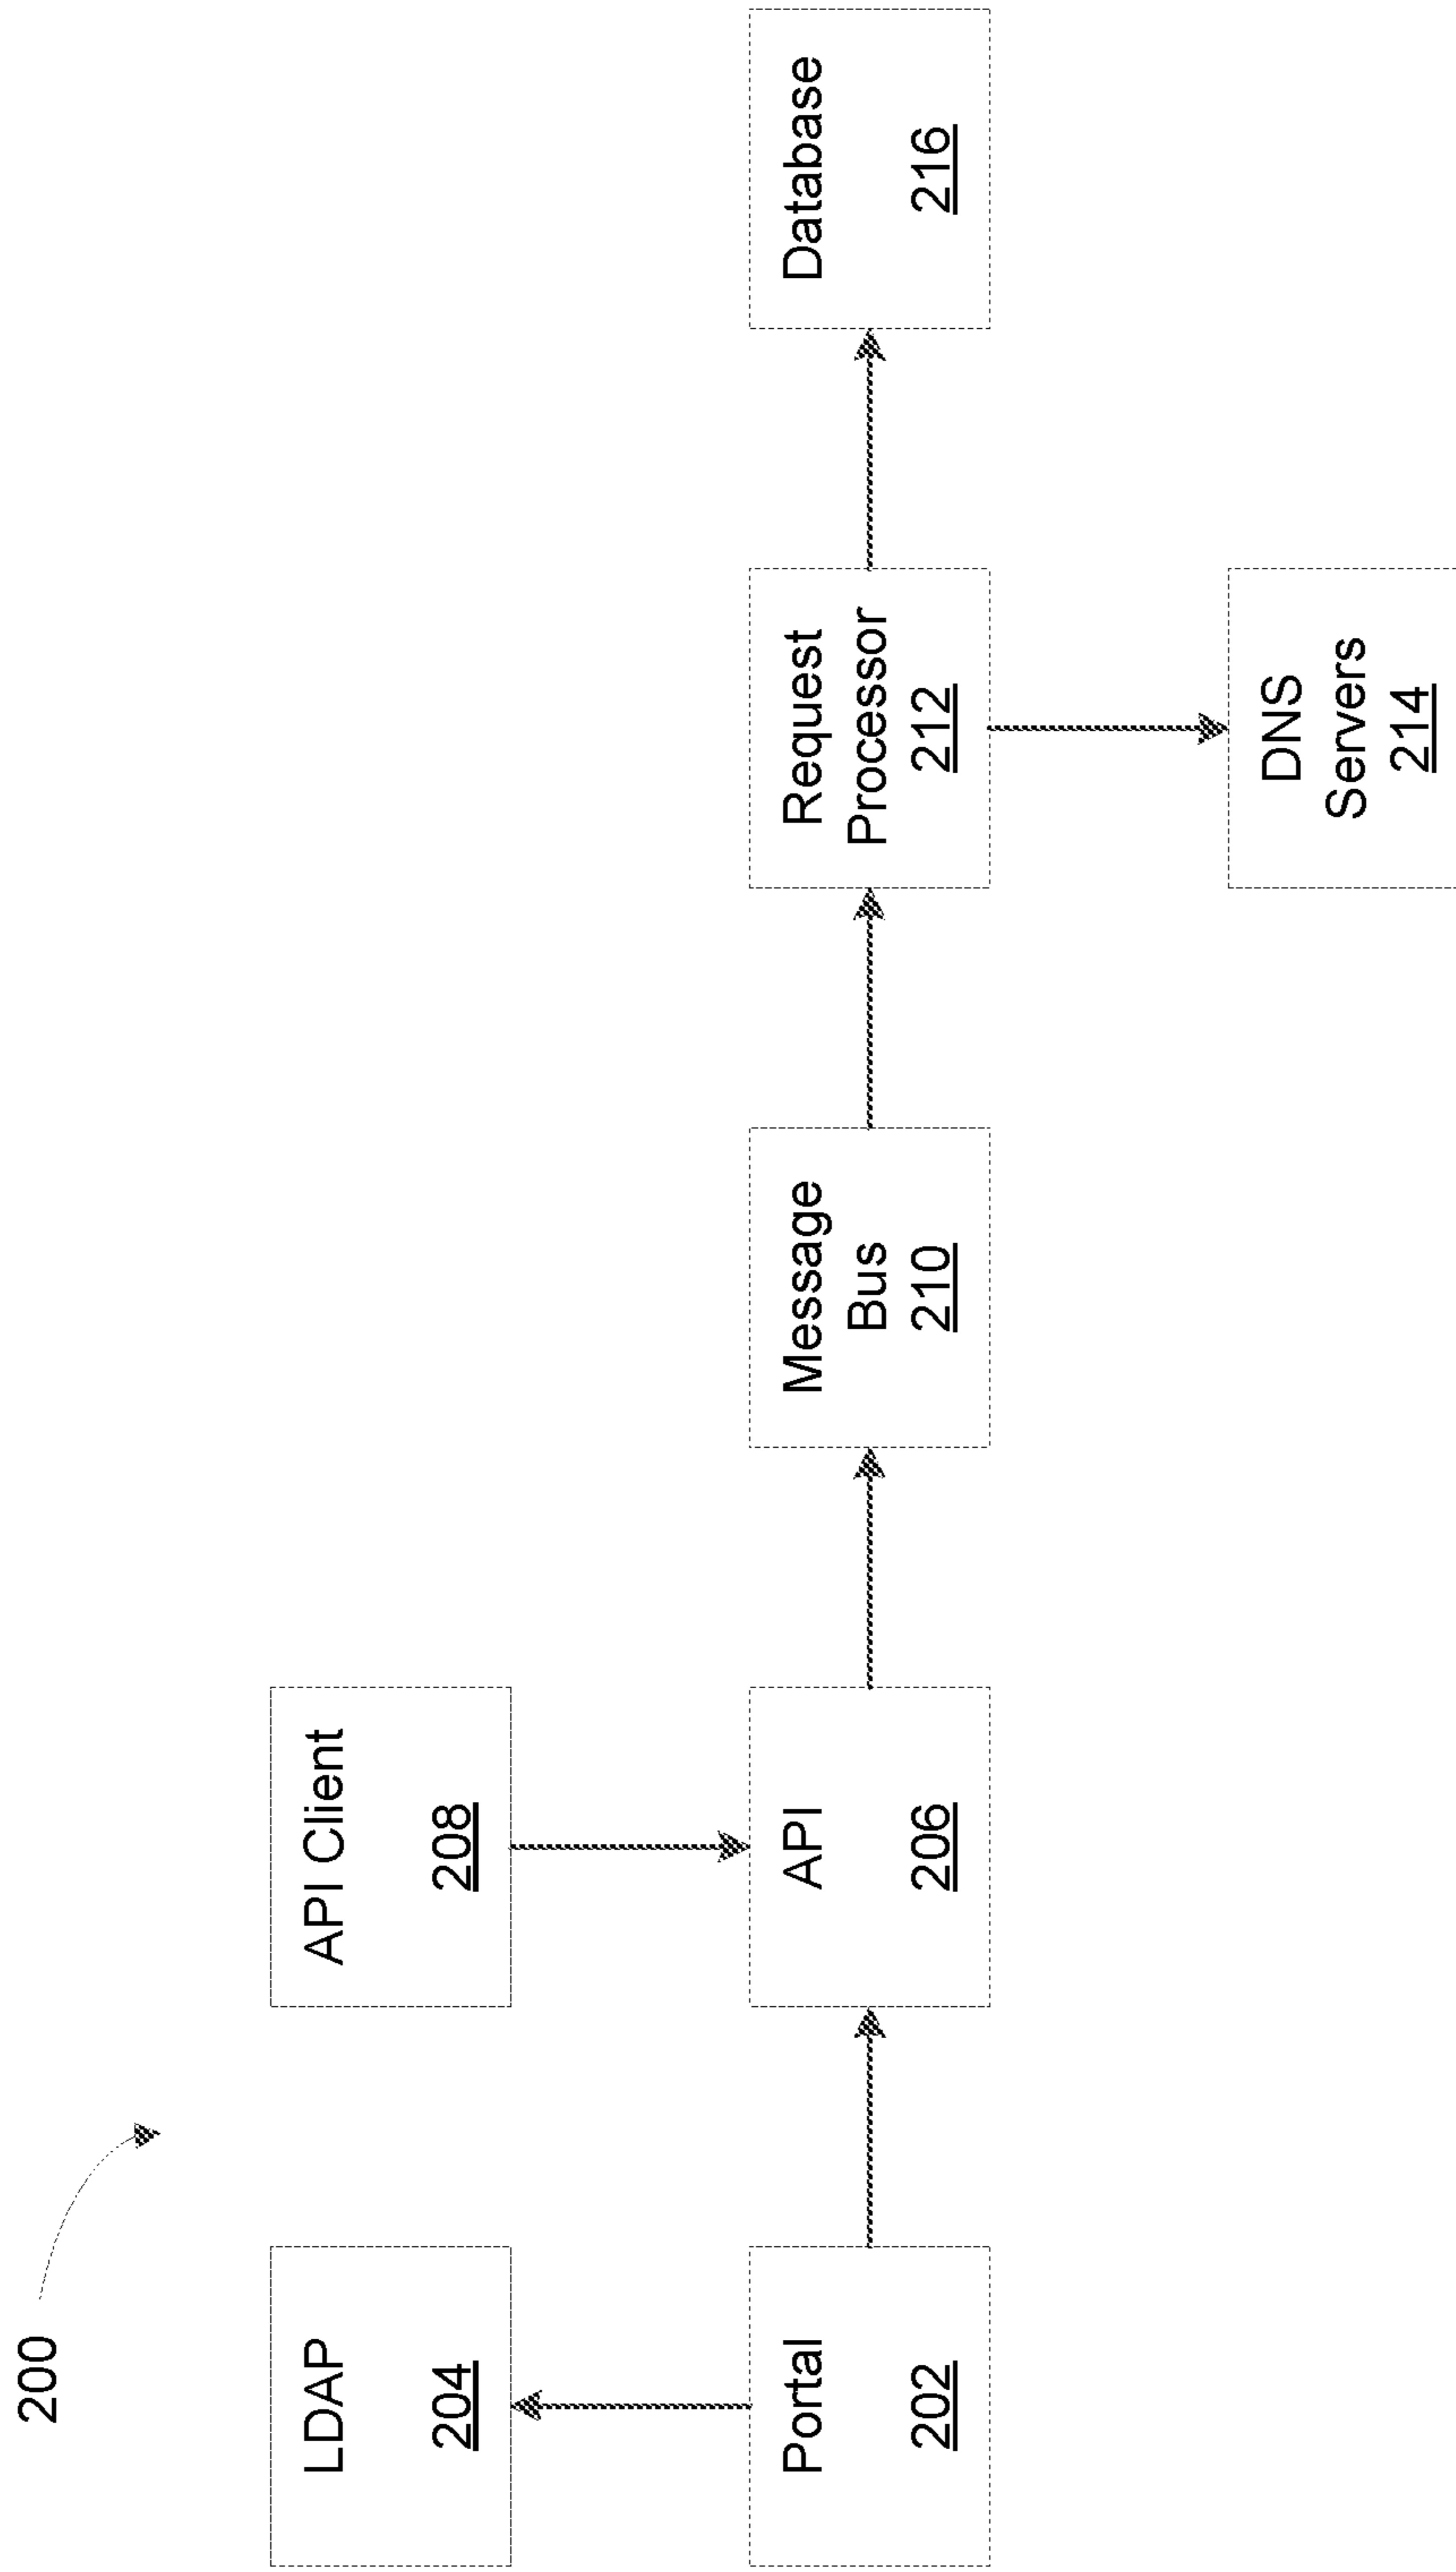 200
LDAP
204
API Client
208
Portal
202
API
206
Message
Bus
210
Request
Processor
212
Database
216
DNS
Servers
214